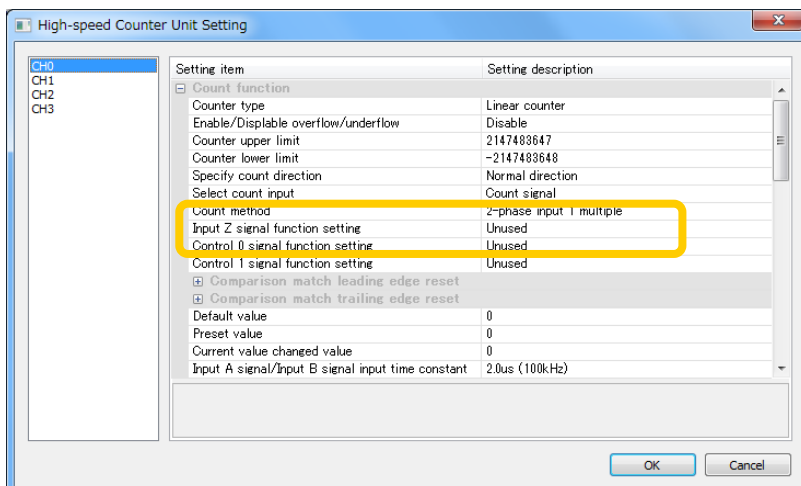 High-speed Counter Unit Setting
CH0
CH1
CH2
CH3
Setting item Setting description
Count function
Counter type Linear counter
Enable/Displable overflow/underflow Disable
Counter upper limit 2147483647
Counter lower limit -2147483648
Specify count direction Normal direction
Select count input Count signal
Count method 2-phase input 1 multiple
Input Z signal function setting Unused
Control 0 signal function setting Unused
Control 1 signal function setting Unused
Comparison match leading edge reset
Comparison match trailing edge reset
Default value 0
Preset value 0
Current value changed value 0
Input A signal/Input B signal input time constant 2.0us (100kHz)
OK Cancel